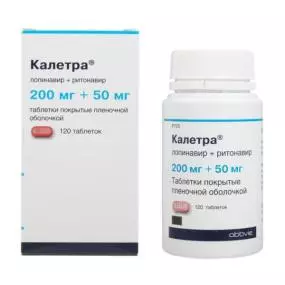 Калетра®
лопинавир + ритонавир
200 мг + 50 мг
таблетки покрытые пленочной
оболочкой
120 таблеток
Калетра®
лопинавир + ритонавир
200 мг + 50 мг
Таблетки покрытые
пленочной оболочкой
120 таблеток
abbvie